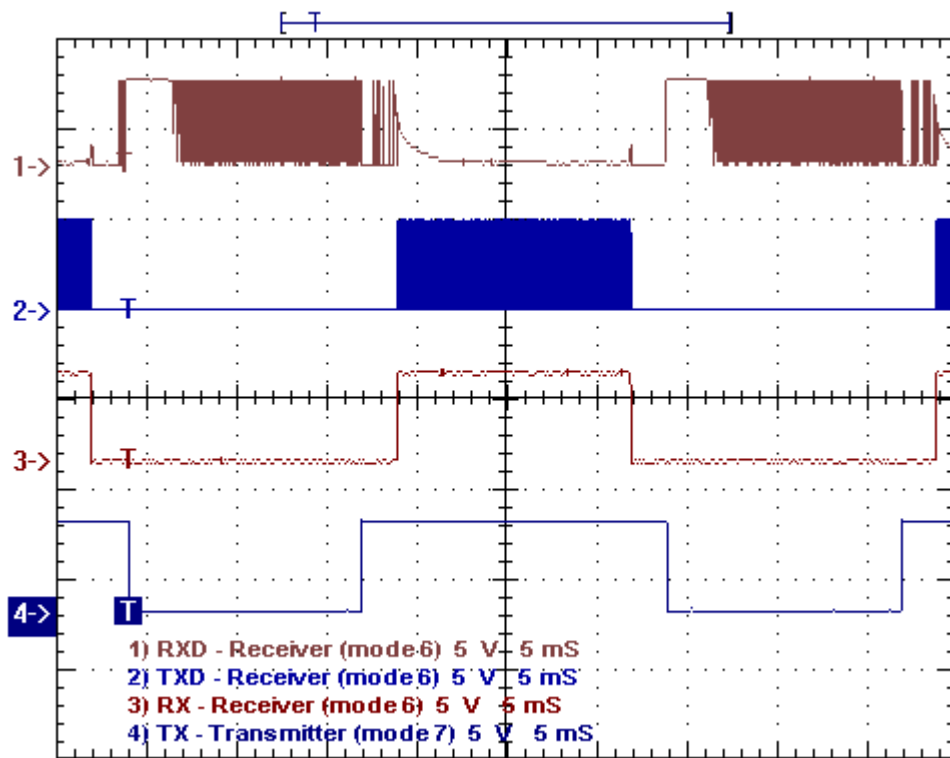 T
1->
2-> T
3-> T
4-> T
1) RXD - Receiver (mode 6) 5 V 5 mS
2) TXD - Receiver (mode 6) 5 V 5 mS
3) RX - Receiver (mode 6) 5 V 5 mS
4) TX - Transmitter (mode 7) 5 V 5 mS